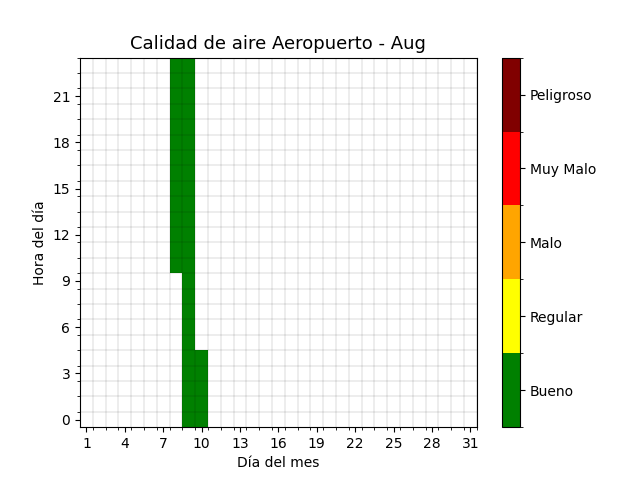 Calidad de aire Aeropuerto - Aug
Hora del día
21
18
15
12
9
6
3
0
1 4 7 10 13 16 19 22 25 28 31
Día del mes
Peligroso
Muy Malo
Malo
Regular
Bueno